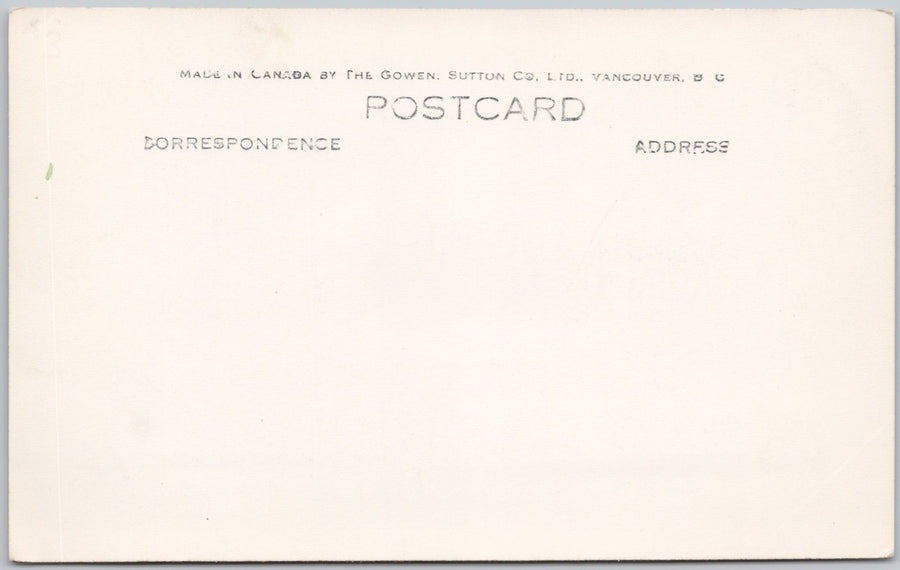 MADE IN CANADA BY THE GOWEN, SUTTON CO. LTD., VANCOUVER, B C
POSTCARD
CORRESPONDENCE ADDRESS